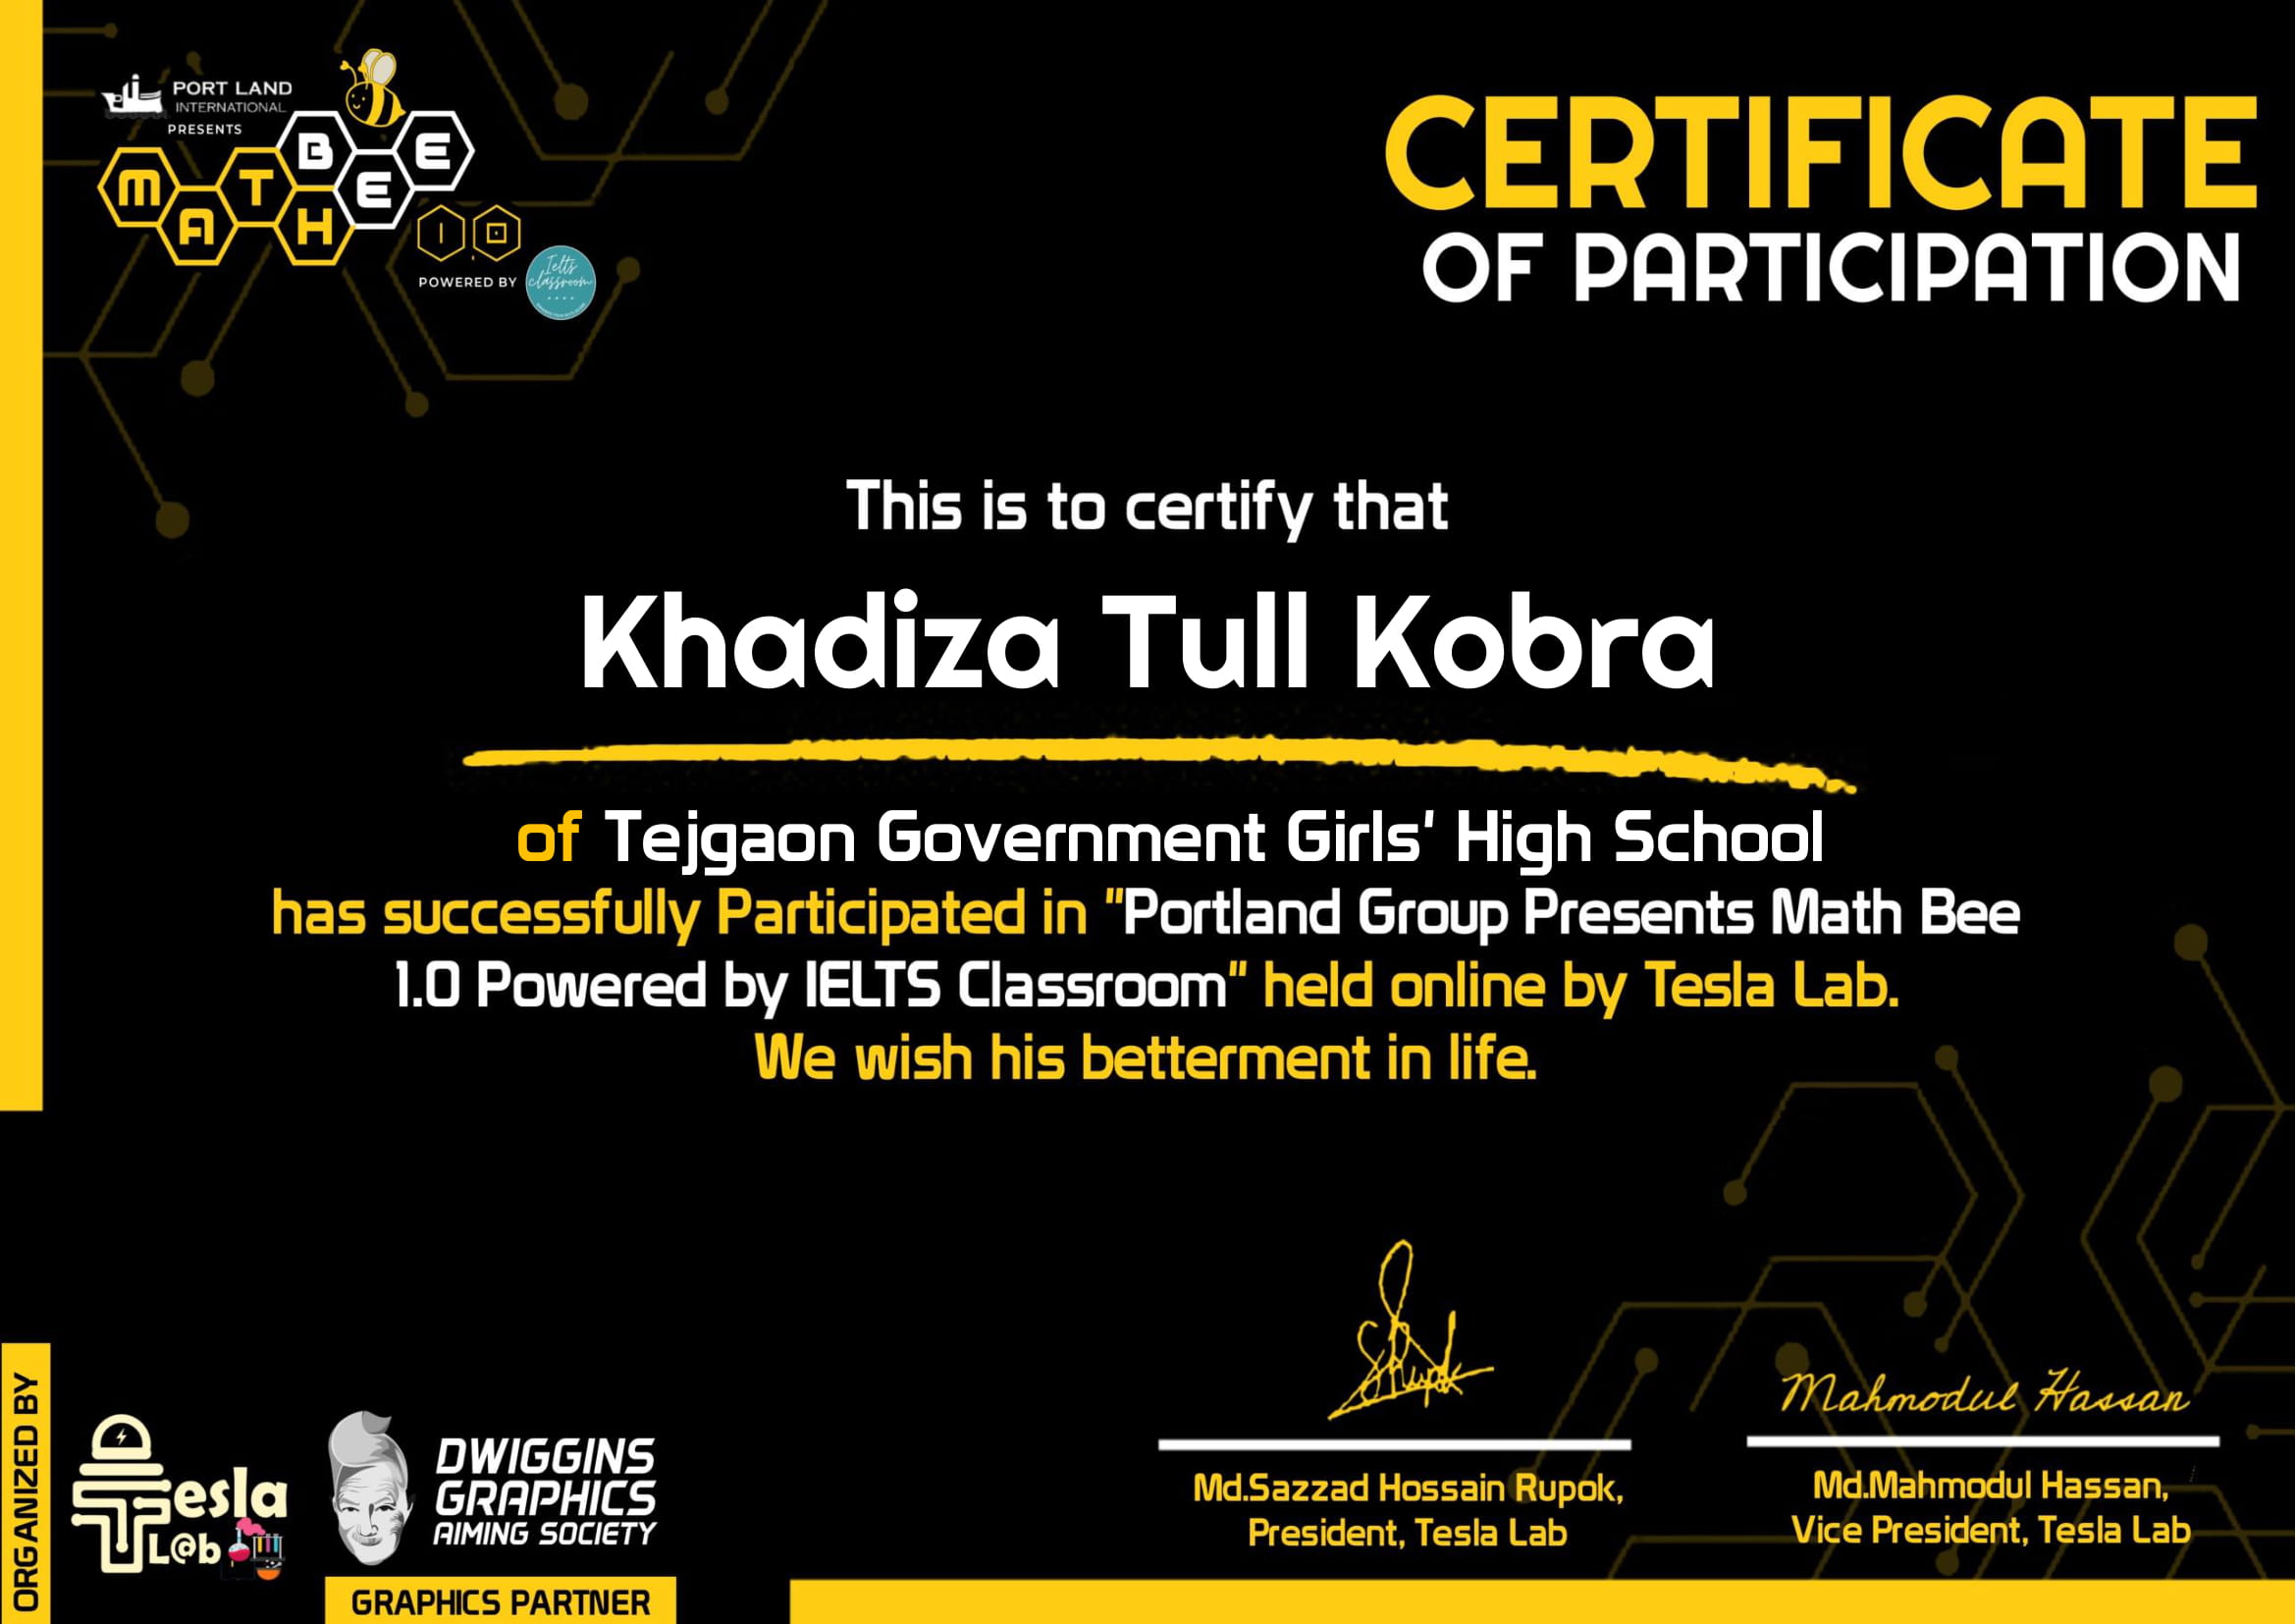 PORT LAND
INTERNATIONAL
PRESENTS
MATH BEE
1.0
POWERED BY
Ielts
classroom
CERTIFICATE
OF PARTICIPATION
This is to certify that
Khadiza Tull Kobra
of Tejgaon Government Girls' High School
has successfully Participated in "Portland Group Presents Math Bee
1.0 Powered by IELTS Classroom" held online by Tesla Lab.
We wish his betterment in life.
ORGANIZED BY
Tesla
L@b
DWIGGINS
GRAPHICS
AIMING SOCIETY
GRAPHICS PARTNER
Md.Sazzad Hossain Rupok,
President, Tesla Lab
Mahmodul Hassan
Md.Mahmodul Hassan,
Vice President, Tesla Lab